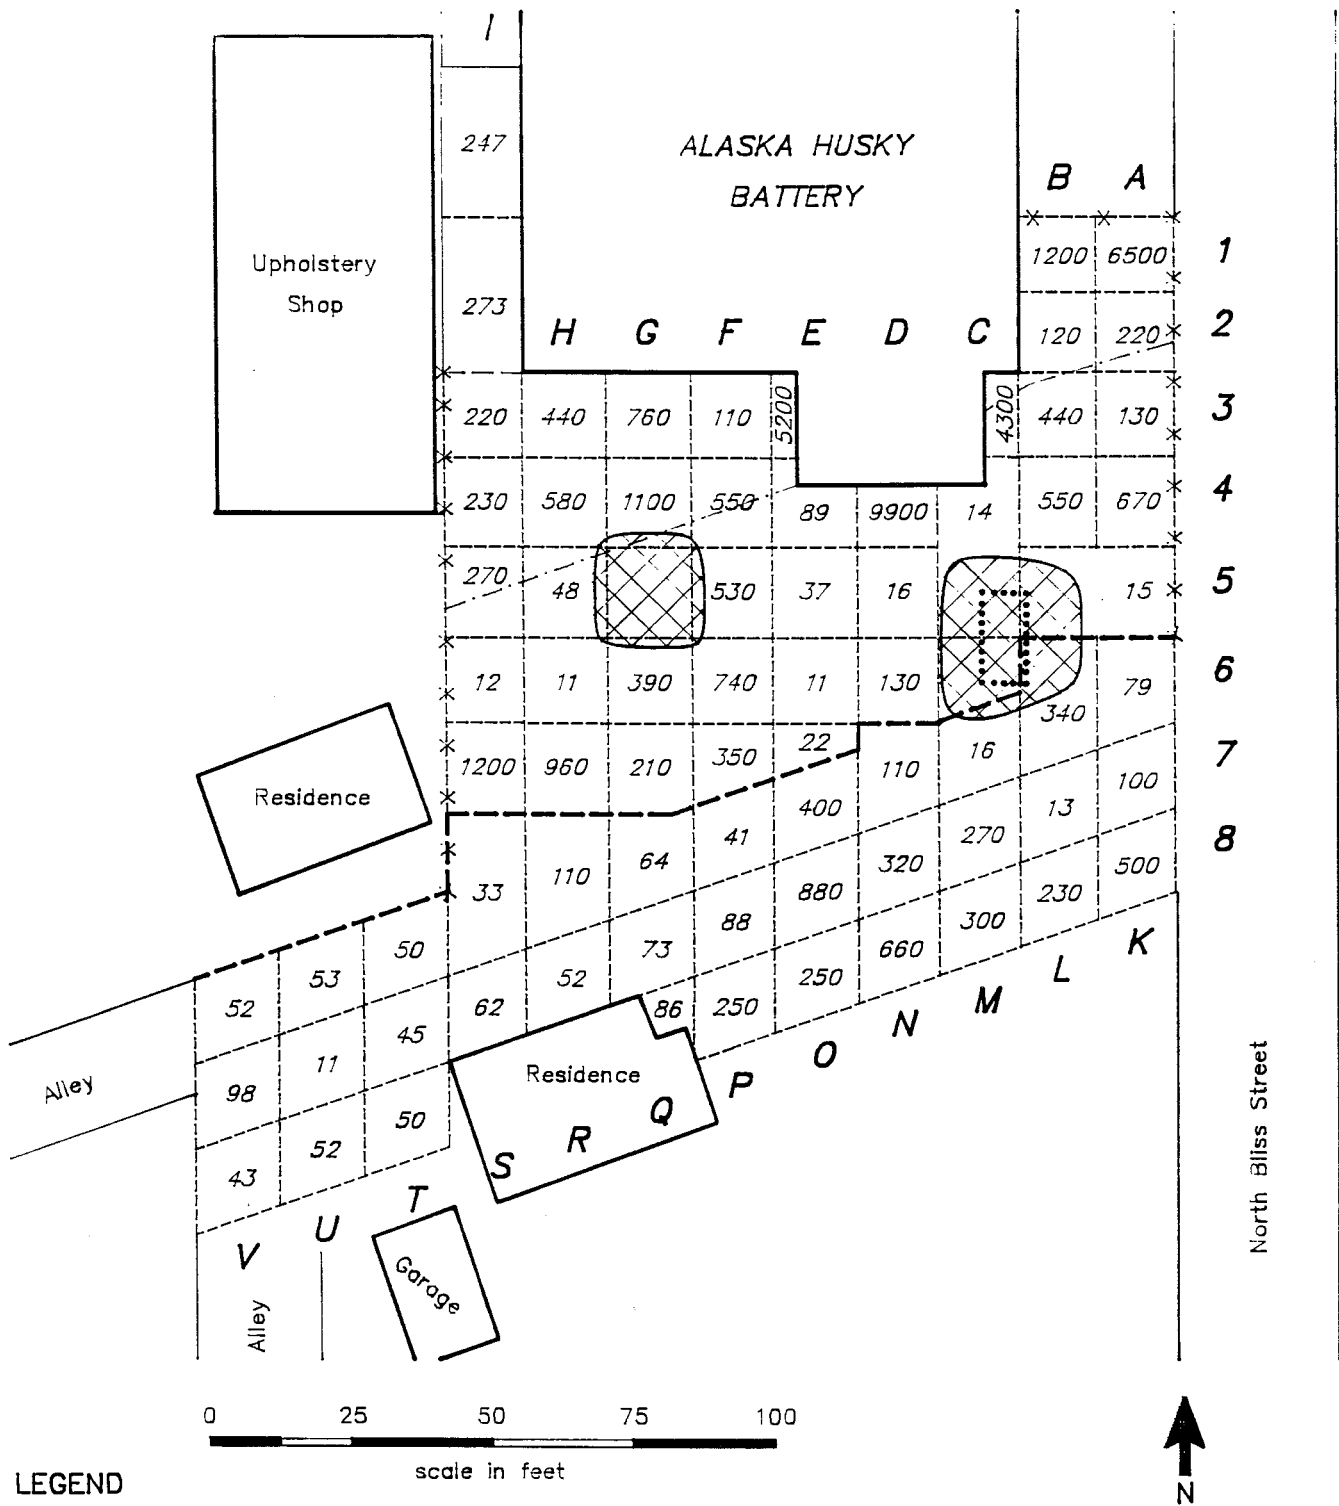 I
247
ALASKA HUSKY
BATTERY
B A
1200 6500 1
Upholstery
Shop
273
H G F E D C
120 220 2
220 440 760 110 5200 4300 440 130 3
230 580 1100 550 89 9900 14 550 670 4
270 48 530 37 16 15 5
12 11 390 740 11 130 340 79 6
1200 960 210 350 22 110 16 100 7
Residence
400 13
33 110 64 41 320 270 500 8
50 88 880 230
52 53 52 73 660 300 K
62 86 250 250 L
45 M
98 11 N
Alley
Residence O
50 Q P
43 52 S R
T
V U
Garage
Alley
North Bliss Street
0 25 50 75 100
scale in feet
LEGEND
N